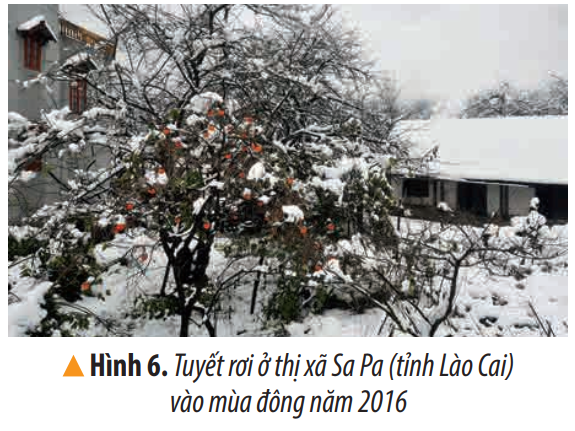 ▲ Hình 6. Tuyết rơi ở thị xã Sa Pa (tỉnh Lào Cai)
vào mùa đông năm 2016